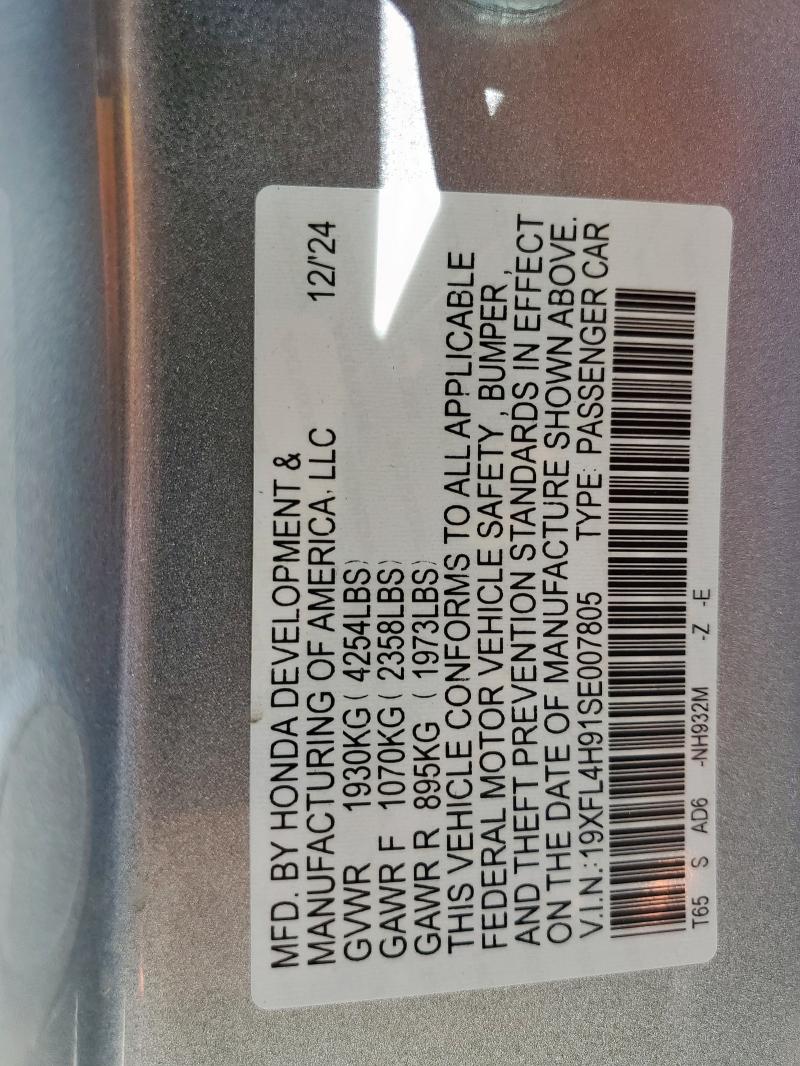 MFD. BY HONDA DEVELOPMENT &
MANUFACTURING OF AMERICA, LLC 12/'24
GVWR 1930KG ( 4254LBS)
GAWR F 1070KG ( 2358LBS)
GAWR R 895KG ( 1973LBS)
THIS VEHICLE CONFORMS TO ALL APPLICABLE
FEDERAL MOTOR VEHICLE SAFETY , BUMPER,
AND THEFT PREVENTION STANDARDS IN EFFECT
ON THE DATE OF MANUFACTURE SHOWN ABOVE.
V.I.N.:19XFL4H91SE007805 TYPE: PASSENGER CAR
T65 S AD6 -NH932M -Z -E